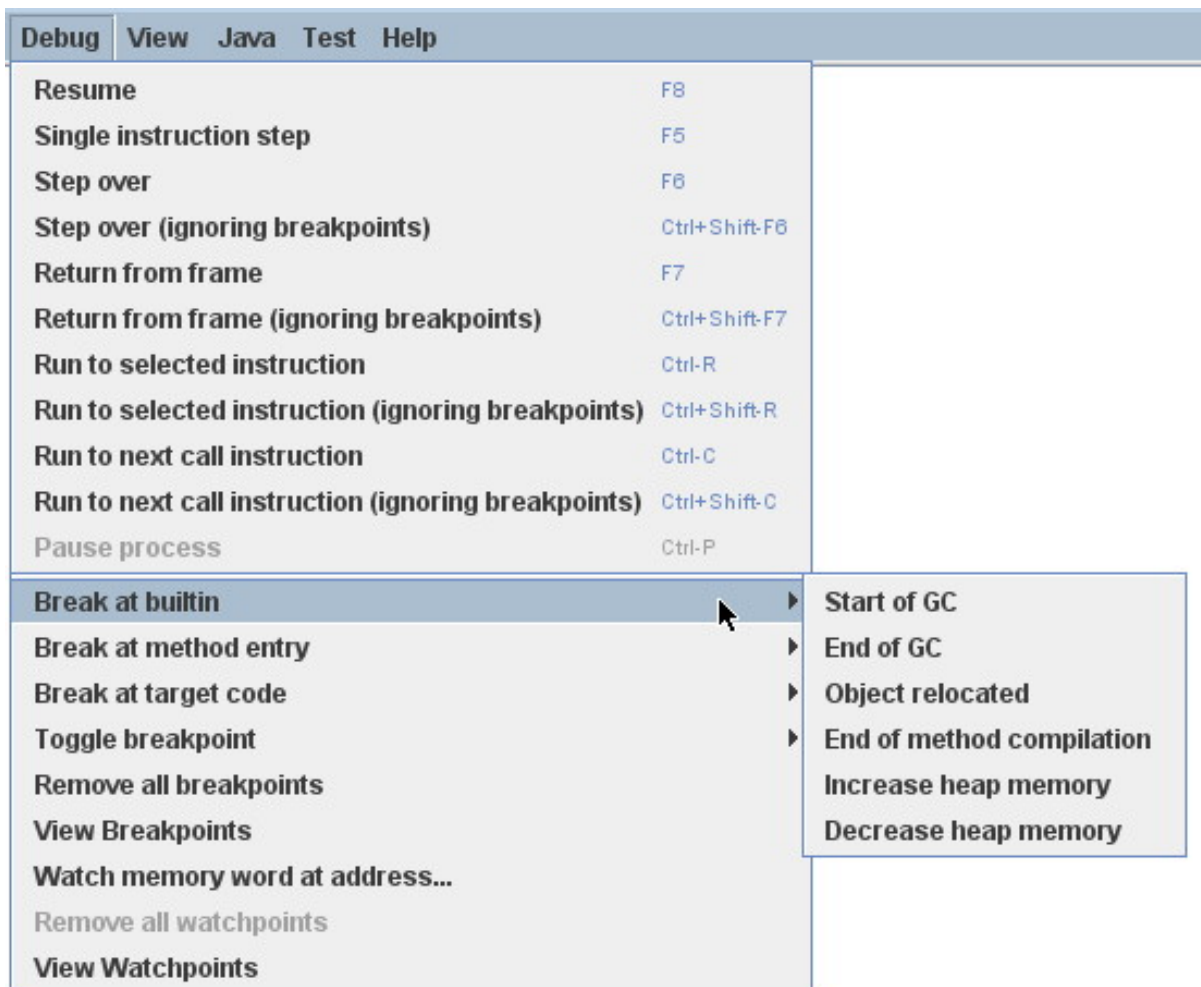 Debug View Java Test Help
Resume F8
Single instruction step F5
Step over F6
Step over (ignoring breakpoints) Ctrl+Shift-F6
Return from frame F7
Return from frame (ignoring breakpoints) Ctrl+Shift-F7
Run to selected instruction Ctrl-R
Run to selected instruction (ignoring breakpoints) Ctrl+Shift-R
Run to next call instruction Ctrl-C
Run to next call instruction (ignoring breakpoints) Ctrl+Shift-C
Pause process Ctrl-P
Break at builtin
Break at method entry
Break at target code
Toggle breakpoint
Remove all breakpoints
View Breakpoints
Watch memory word at address...
Remove all watchpoints
View Watchpoints
Start of GC
End of GC
Object relocated
End of method compilation
Increase heap memory
Decrease heap memory